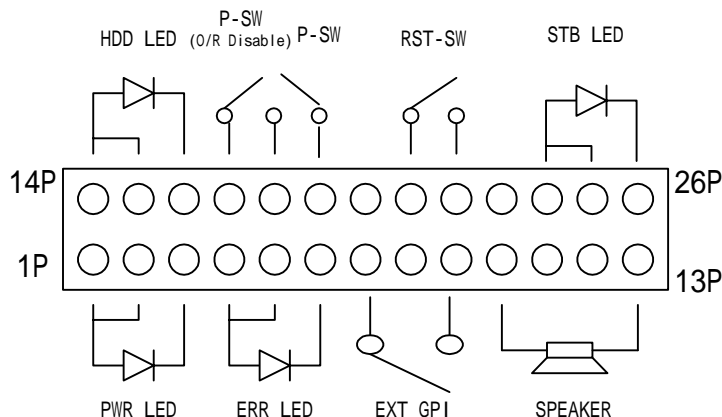 P-SW
HDD LED (O/R Disable) P-SW RST-SW STB LED
14P 26P
1P 13P
PWR LED ERR LED EXT GPI SPEAKER